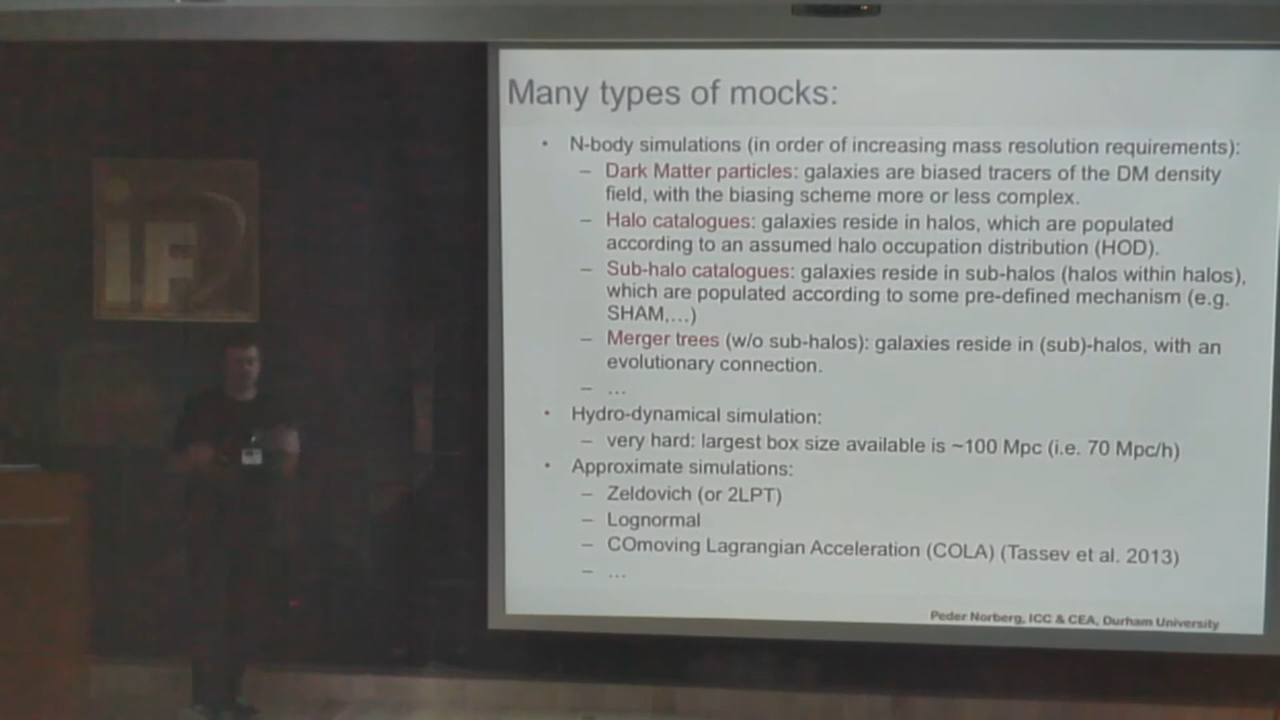 Many types of mocks:
• N-body simulations (in order of increasing mass resolution requirements):
– Dark Matter particles: galaxies are biased tracers of the DM density
field, with the biasing scheme more or less complex.
– Halo catalogues: galaxies reside in halos, which are populated
according to an assumed halo occupation distribution (HOD).
– Sub-halo catalogues: galaxies reside in sub-halos (halos within halos),
which are populated according to some pre-defined mechanism (e.g.
SHAM,…)
– Merger trees (w/o sub-halos): galaxies reside in (sub)-halos, with an
evolutionary connection.
– …
• Hydro-dynamical simulation:
– very hard: largest box size available is ~100 Mpc (i.e. 70 Mpc/h)
• Approximate simulations:
– Zeldovich (or 2LPT)
– Lognormal
– COmoving Lagrangian Acceleration (COLA) (Tassev et al. 2013)
– …
Peder Norberg, ICC & CEA, Durham University